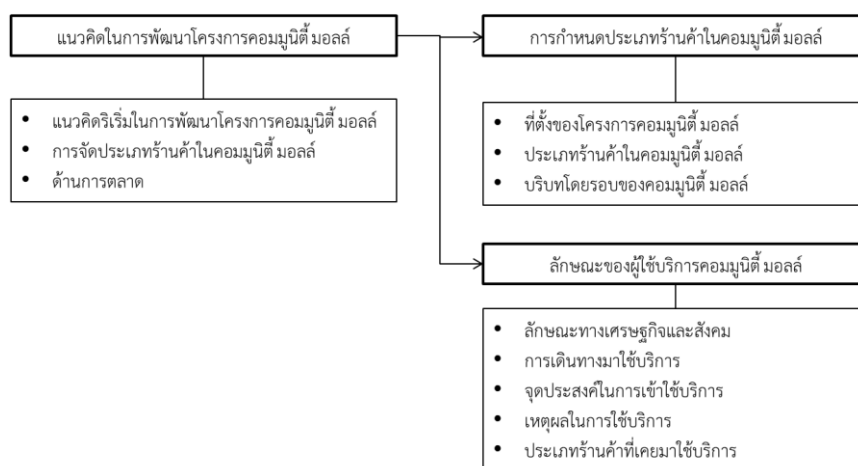 แนวคิดในการพัฒนาโครงการคอมมูนิตี้ มอลล์
• แนวคิดริเริ่มในการพัฒนาโครงการคอมมูนิตี้ มอลล์
• การจัดประเภทร้านค้าในคอมมูนิตี้ มอลล์
• ด้านการตลาด
การกำหนดประเภทร้านค้าในคอมมูนิตี้ มอลล์
• ที่ตั้งของโครงการคอมมูนิตี้ มอลล์
• ประเภทร้านค้าในคอมมูนิตี้ มอลล์
• บริบทโดยรอบของคอมมูนิตี้ มอลล์
ลักษณะของผู้ใช้บริการคอมมูนิตี้ มอลล์
• ลักษณะทางเศรษฐกิจและสังคม
• การเดินทางมาใช้บริการ
• จุดประสงค์ในการเข้าใช้บริการ
• เหตุผลในการใช้บริการ
• ประเภทร้านค้าที่เคยมาใช้บริการ